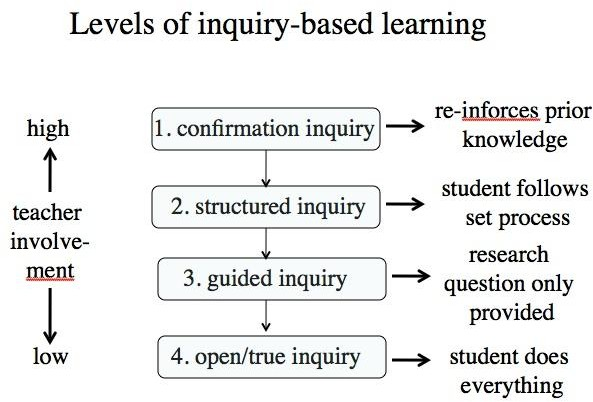 Levels of inquiry-based learning
high
teacher
involve-
ment
low
1. confirmation inquiry
re-inforces prior
knowledge
2. structured inquiry
student follows
set process
3. guided inquiry
research
question only
provided
4. open/true inquiry
student does
everything